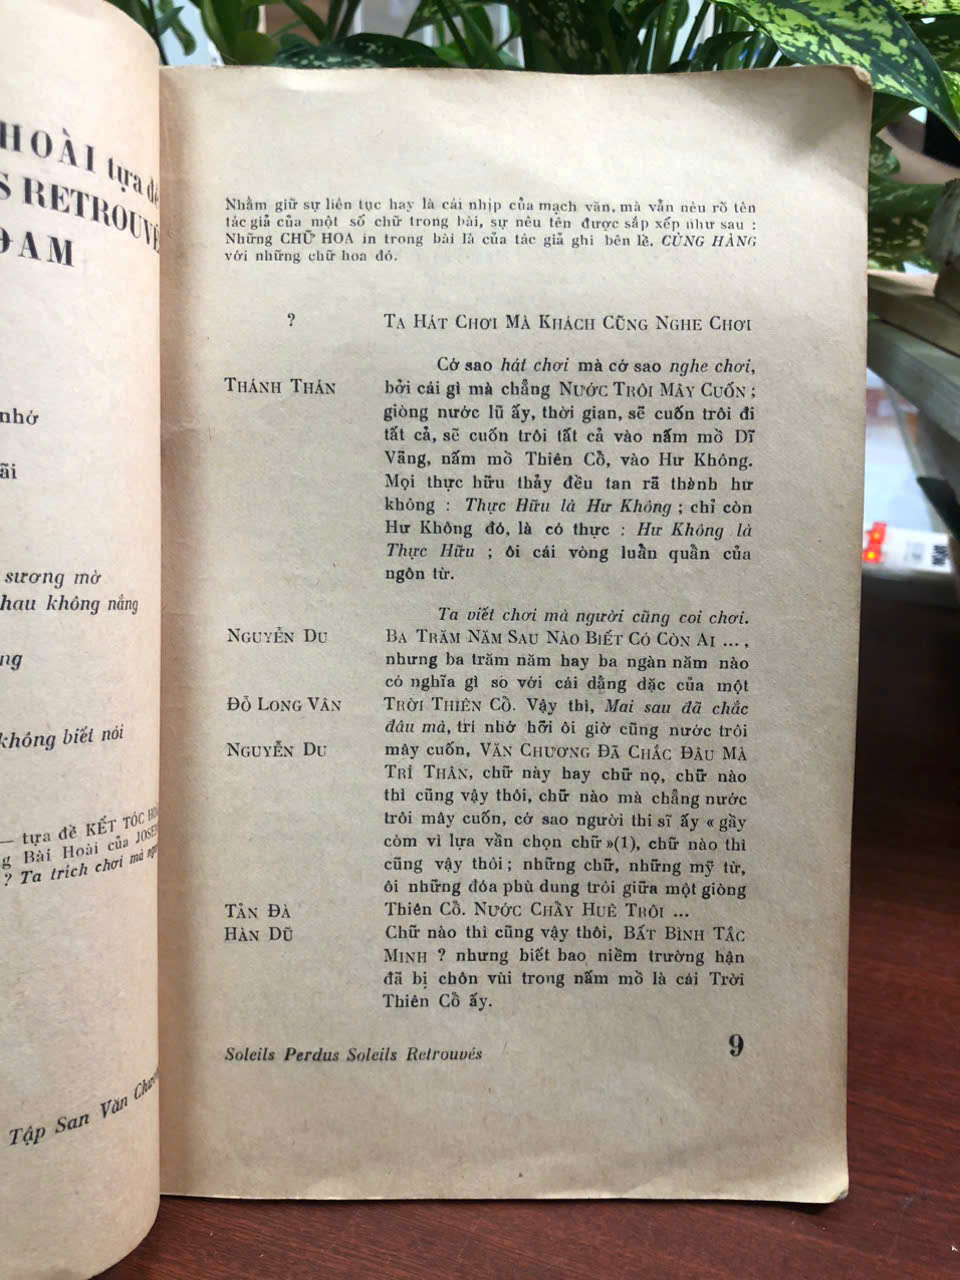 HOÀI tựa đề
S RETROUVÉ
ĐAM
nhớ
ãi
sương mờ
hau không nắng
ng
không biết nói
— tựa đề KẾT TÓC
g Bài Hoài của JOSEP
? Ta trích chơi mà
Tập San Văn
Nhằm giữ sự liên tục hay là cái nhịp của mạch văn, mà vẫn nêu rõ tên
tác giả của một số chữ trong bài, sự nêu tên được sắp xếp như sau :
Những CHỮ HOA in trong bài là của tác giả ghi bên lề, CÙNG HÀNG
với những chữ hoa đó.
? TA HÁT CHƠI MÀ KHÁCH CŨNG NGHE CHƠI
Cớ sao hát chơi mà cớ sao nghe chơi,
THÁNH THÁN bởi cái gì mà chẳng NƯỚC TRÔI MÂY CUỐN ;
giòng nước lũ ấy, thời gian, sẽ cuốn trôi đi
tất cả, sẽ cuốn trôi tất cả vào nấm mồ Dĩ
Vãng, nấm mồ Thiên Cổ, vào Hư Không.
Mọi thực hữu thảy đều tan rã thành hư
không : Thực Hữu là Hư Không ; chỉ còn
Hư Không đó, là có thực : Hư Không là
Thực Hữu ; ôi cái vòng luẩn quẩn của
ngôn từ.
Ta viết chơi mà người cũng coi chơi.
NGUYỄN DU BA TRĂM NĂM SAU NÀO BIẾT CÓ CÒN AI ... ,
nhưng ba trăm năm hay ba ngàn năm nào
có nghĩa gì so với cái dằng dặc của một
ĐỖ LONG VÂN TRỜI THIÊN CỔ. Vậy thì, Mai sau đã chắc
đâu mà, trí nhớ hỡi ôi giờ cũng nước trôi
NGUYỄN DU mây cuốn, VĂN CHƯƠNG ĐÃ CHẮC ĐÂU MÀ
TRÍ THÂN, chữ này hay chữ nọ, chữ nào
thì cũng vậy thôi, chữ nào mà chẳng nước
trôi mây cuốn, cớ sao người thi sĩ ấy « gầy
còm vì lựa vần chọn chữ »(1), chữ nào thì
cũng vậy thôi ; những chữ, những mỹ từ,
ôi những đóa phù dung trôi giữa một giòng
TẢN ĐÀ Thiên Cổ. NƯỚC CHẢY HUÊ TRÔI ...
HÀN DŨ Chữ nào thì cũng vậy thôi, BẤT BÌNH TẮC
MINH ? nhưng biết bao niềm trường hận
đã bị chôn vùi trong nấm mồ là cái Trời
Thiên Cổ ấy.
Soleils Perdus Soleils Retrouvés 9